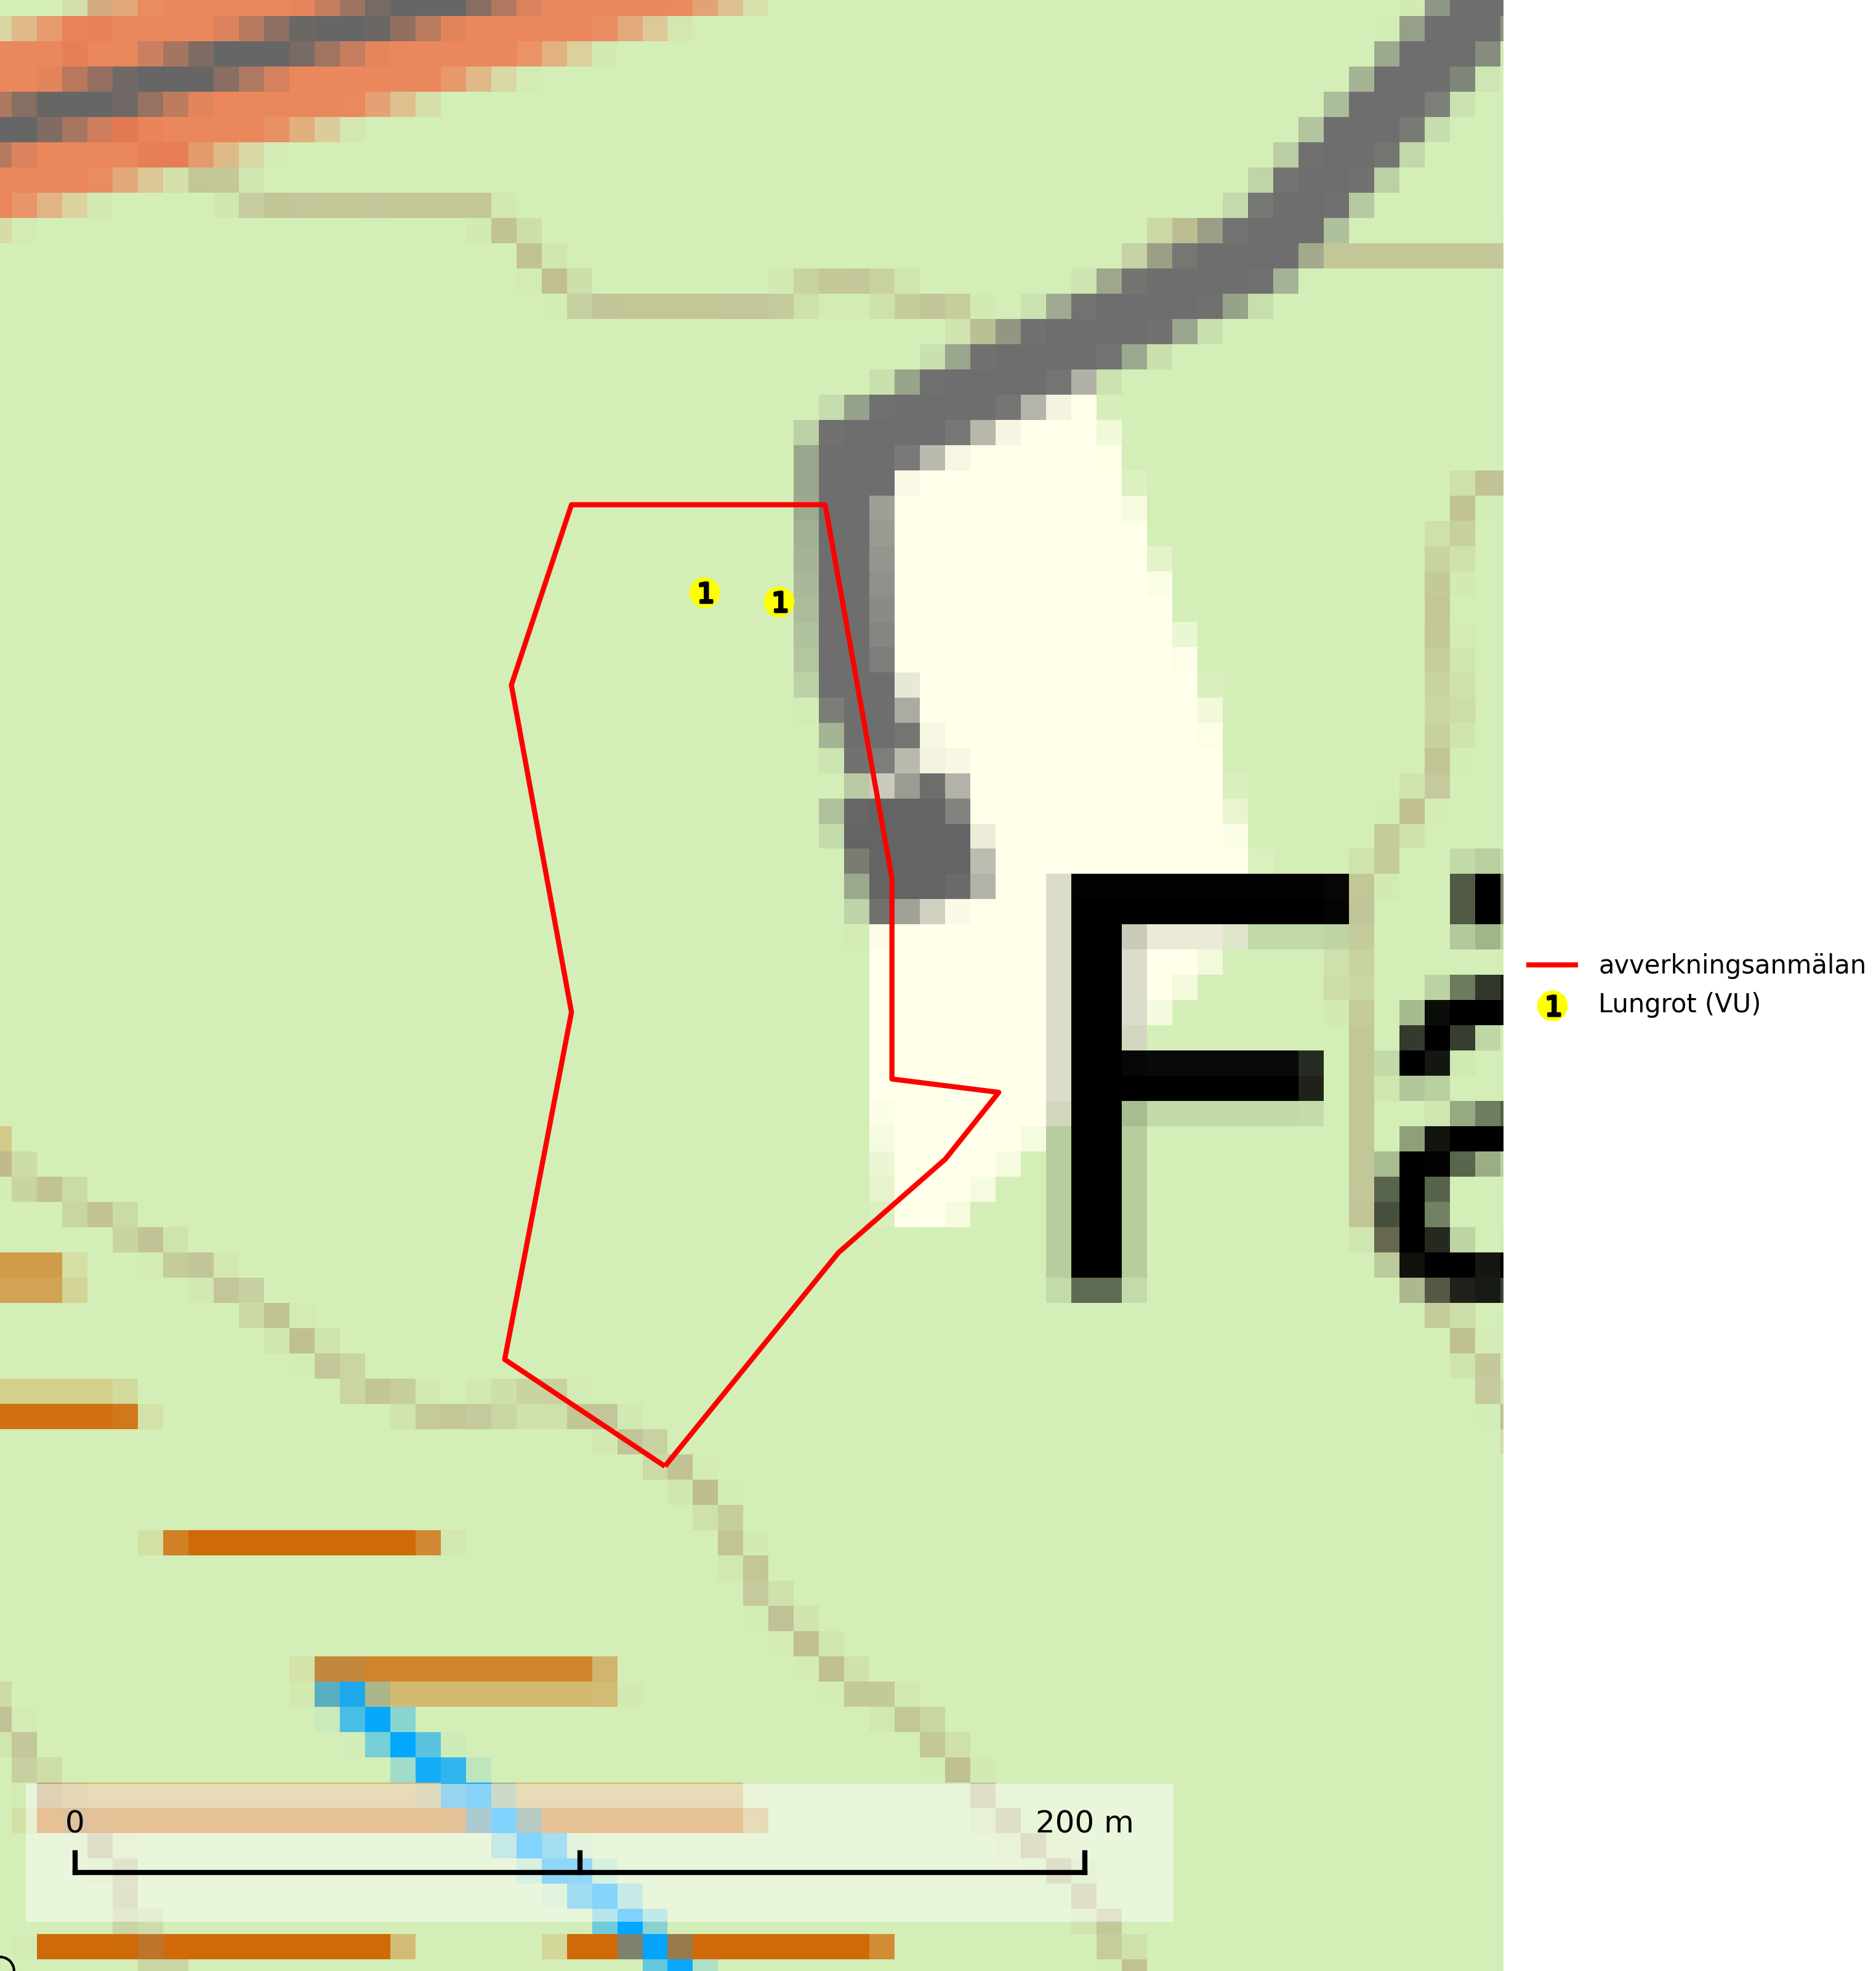 1
1
F
avverkningsanmälan
1 Lungrot (VU)
0 200 m